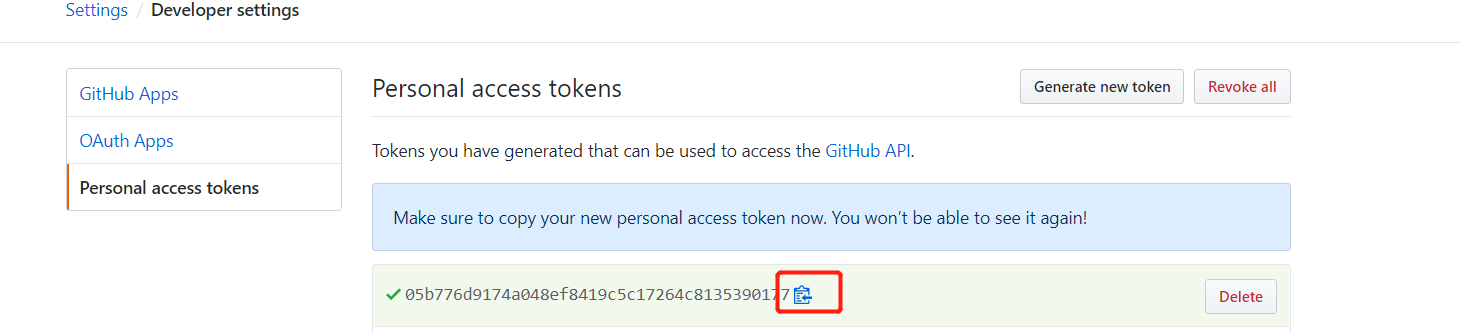 Settings / Developer settings
GitHub Apps
OAuth Apps
Personal access tokens
Personal access tokens
Generate new token
Revoke all
Tokens you have generated that can be used to access the GitHub API.
Make sure to copy your new personal access token now. You won't be able to see it again!
05b776d9174a048ef8419c5c17264c8135390177
Delete